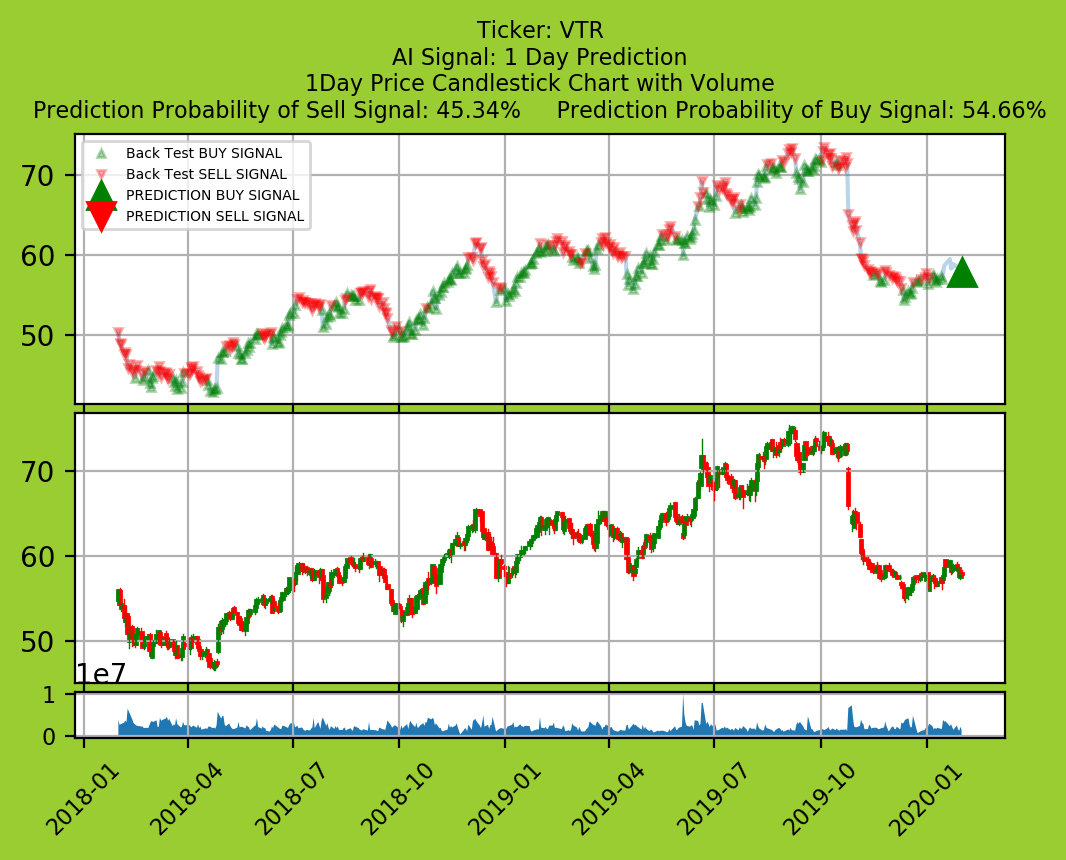 Ticker: VTR
AI Signal: 1 Day Prediction
1Day Price Candlestick Chart with Volume
Prediction Probability of Sell Signal: 45.34%     Prediction Probability of Buy Signal: 54.66%
Back Test BUY SIGNAL
Back Test SELL SIGNAL
PREDICTION BUY SIGNAL
PREDICTION SELL SIGNAL
70
60
50
70
60
50
1e7
1
0
2018-01
2018-04
2018-07
2018-10
2019-01
2019-04
2019-07
2019-10
2020-01